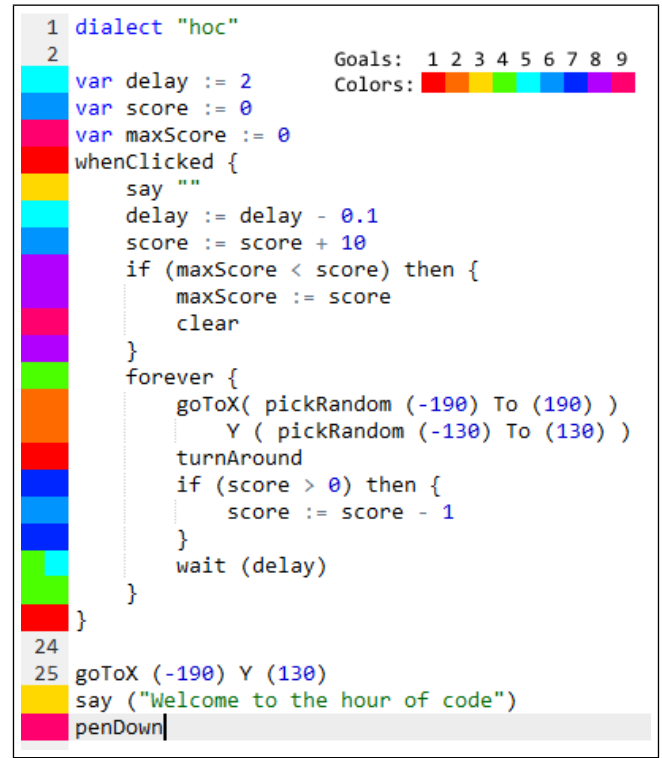 1 dialect "hoc"
2
Goals: 1 2 3 4 5 6 7 8 9
Colors:
var delay := 2
var score := 0
var maxScore := 0
whenClicked {
    say ""
    delay := delay - 0.1
    score := score + 10
    if (maxScore < score) then {
        maxScore := score
        clear
    }
    forever {
        goToX( pickRandom (-190) To (190) )
            Y ( pickRandom (-130) To (130) )
        turnAround
        if (score > 0) then {
            score := score - 1
        }
        wait (delay)
    }
}
24
25 goToX (-190) Y (130)
say ("Welcome to the hour of code")
penDown